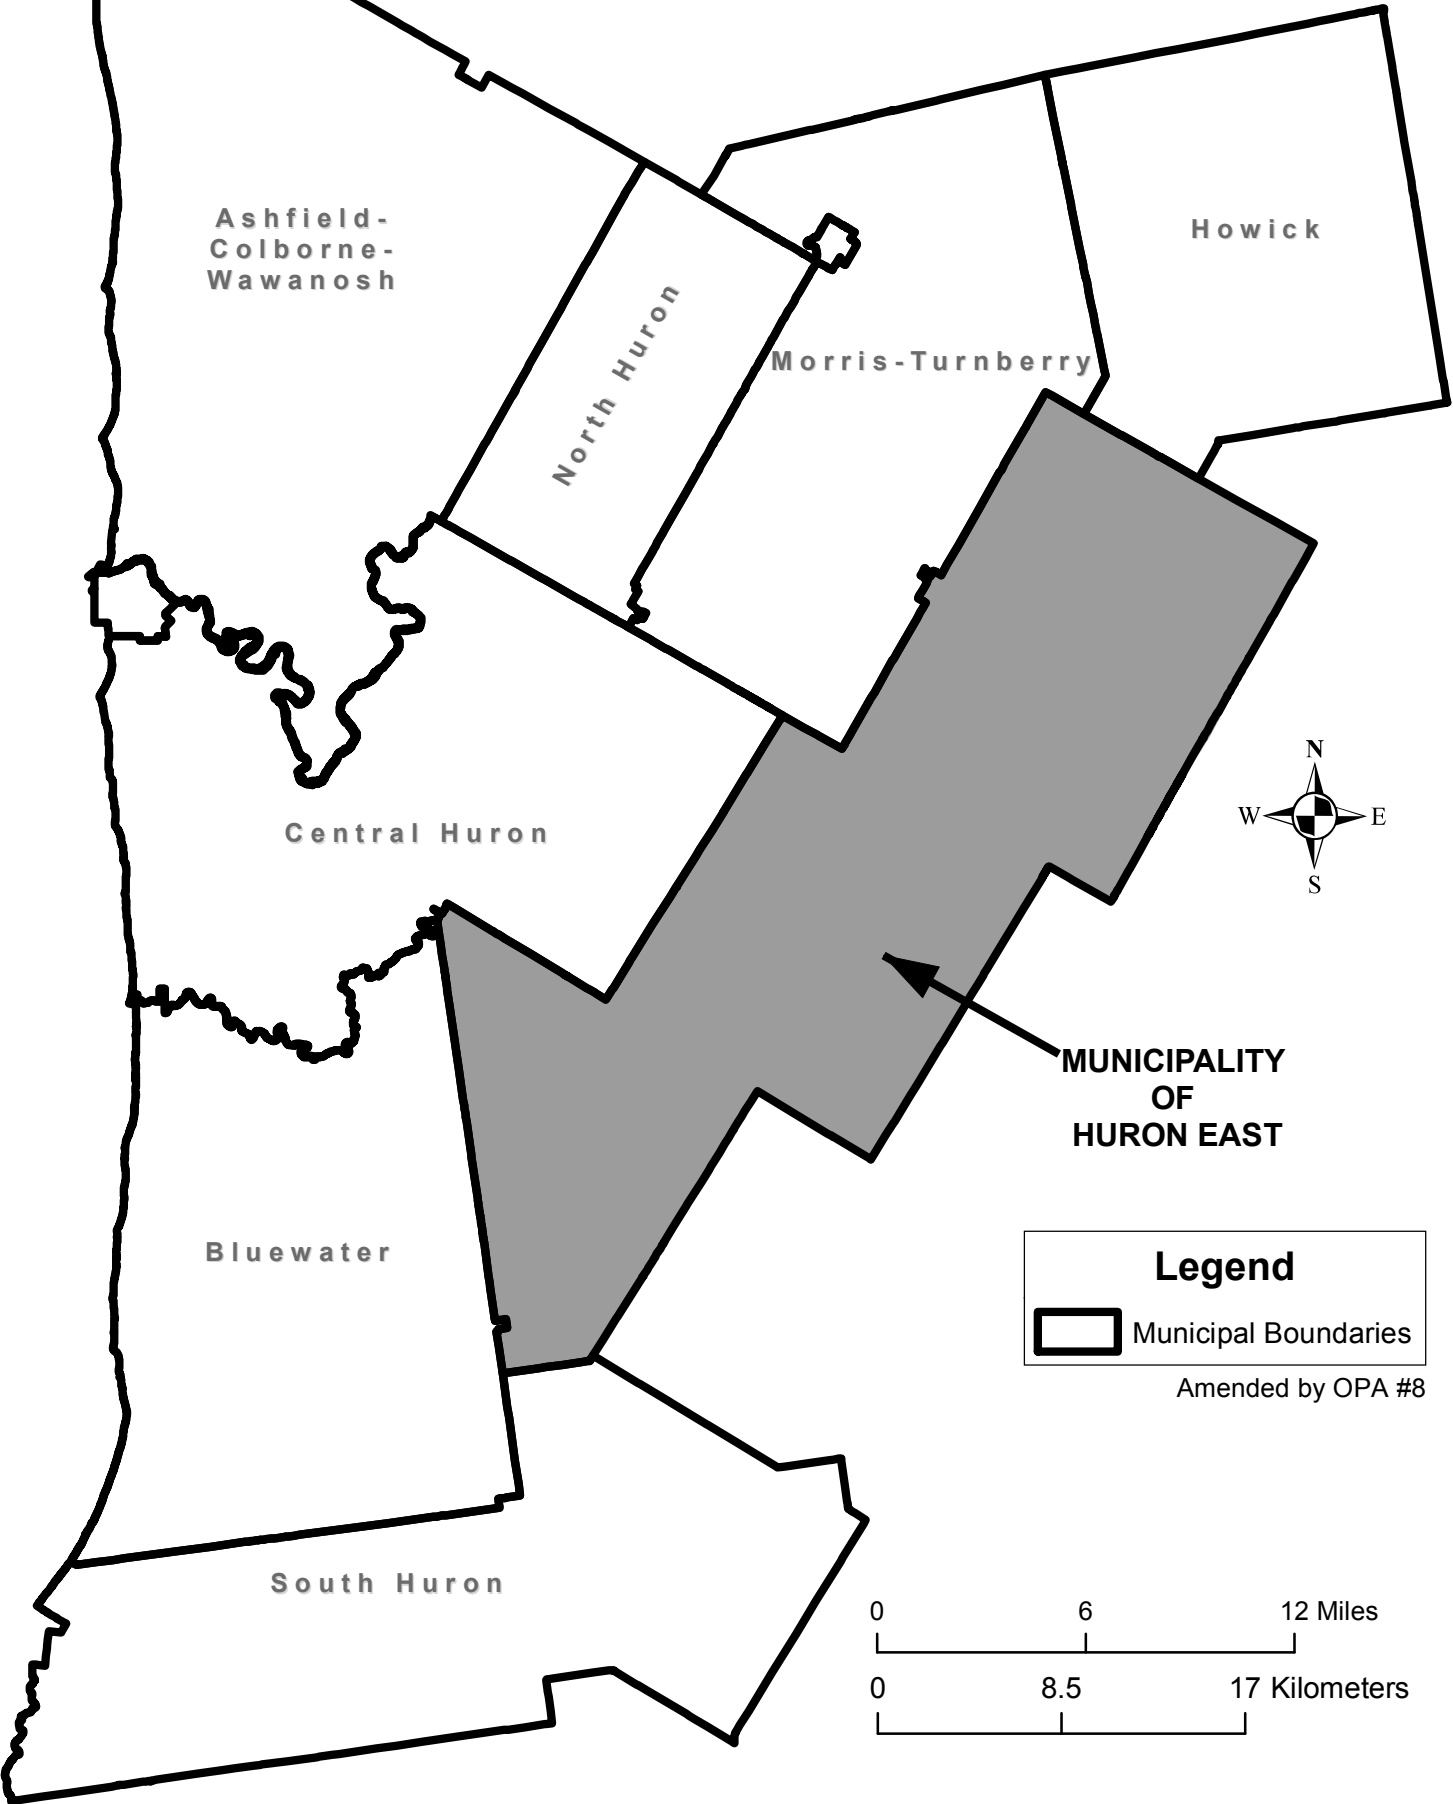 Ashfield-
Colborne-
Wawanosh
Howick
North Huron
Morris-Turnberry
N
W
E
S
Central Huron
MUNICIPALITY
OF
HURON EAST
Bluewater
Legend
Municipal Boundaries
Amended by OPA #8
South Huron
0 6 12 Miles
0 8.5 17 Kilometers